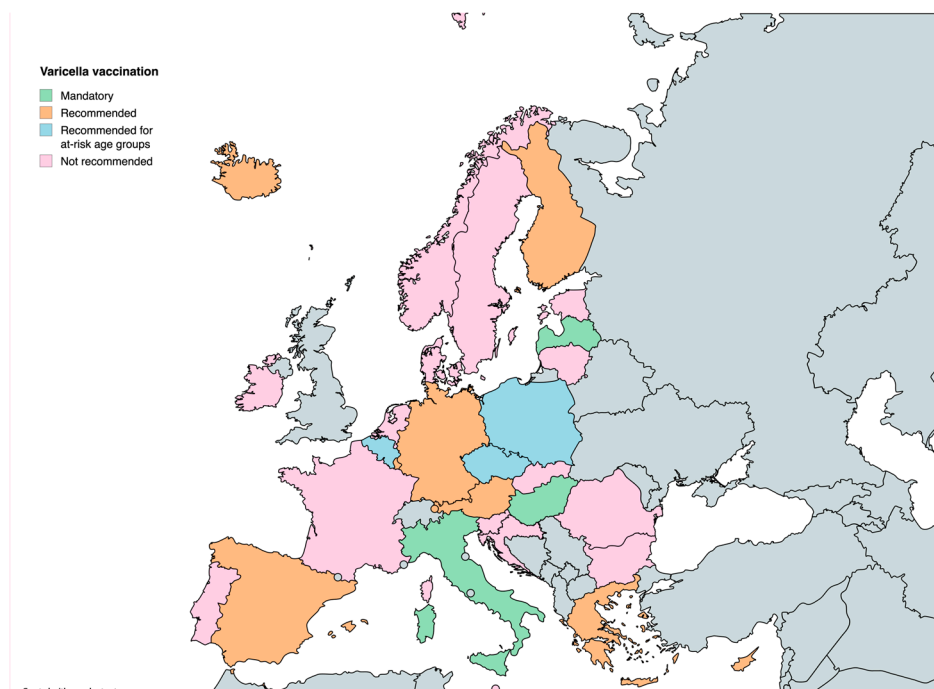 Varicella vaccination
Mandatory
Recommended
Recommended for
at-risk age groups
Not recommended